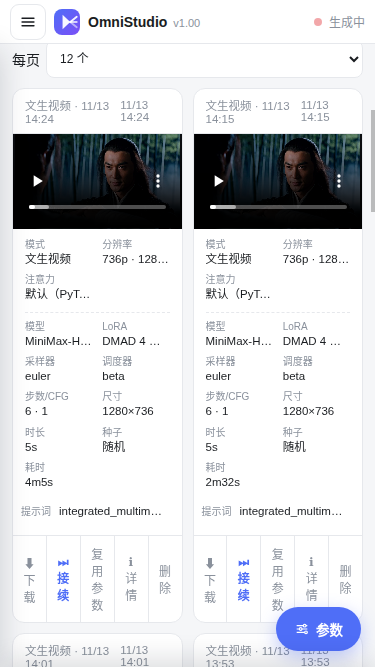 OmniStudio v1.00 生成中
每页 12 个
文生视频 · 11/13 14:24
11/13 14:24
模式 分辨率
文生视频 736p · 128…
注意力
默认（PyT…
模型 LoRA
MiniMax-H… DMAD 4 …
采样器 调度器
euler beta
步数/CFG 尺寸
6 · 1 1280×736
时长 种子
5s 随机
耗时
4m5s
提示词 integrated_multim…
下载 接续 复用参数 详情 删除
文生视频 · 11/13 14:15
11/13 14:15
模式 分辨率
文生视频 736p · 128…
注意力
默认（PyT…
模型 LoRA
MiniMax-H… DMAD 4 …
采样器 调度器
euler beta
步数/CFG 尺寸
6 · 1 1280×736
时长 种子
5s 随机
耗时
2m32s
提示词 integrated_multim…
下载 接续 复用参数 详情 删除
参数
文生视频 · 11/13 14:01
11/13 14:01
文生视频 · 11/13 13:53
11/13 13:53